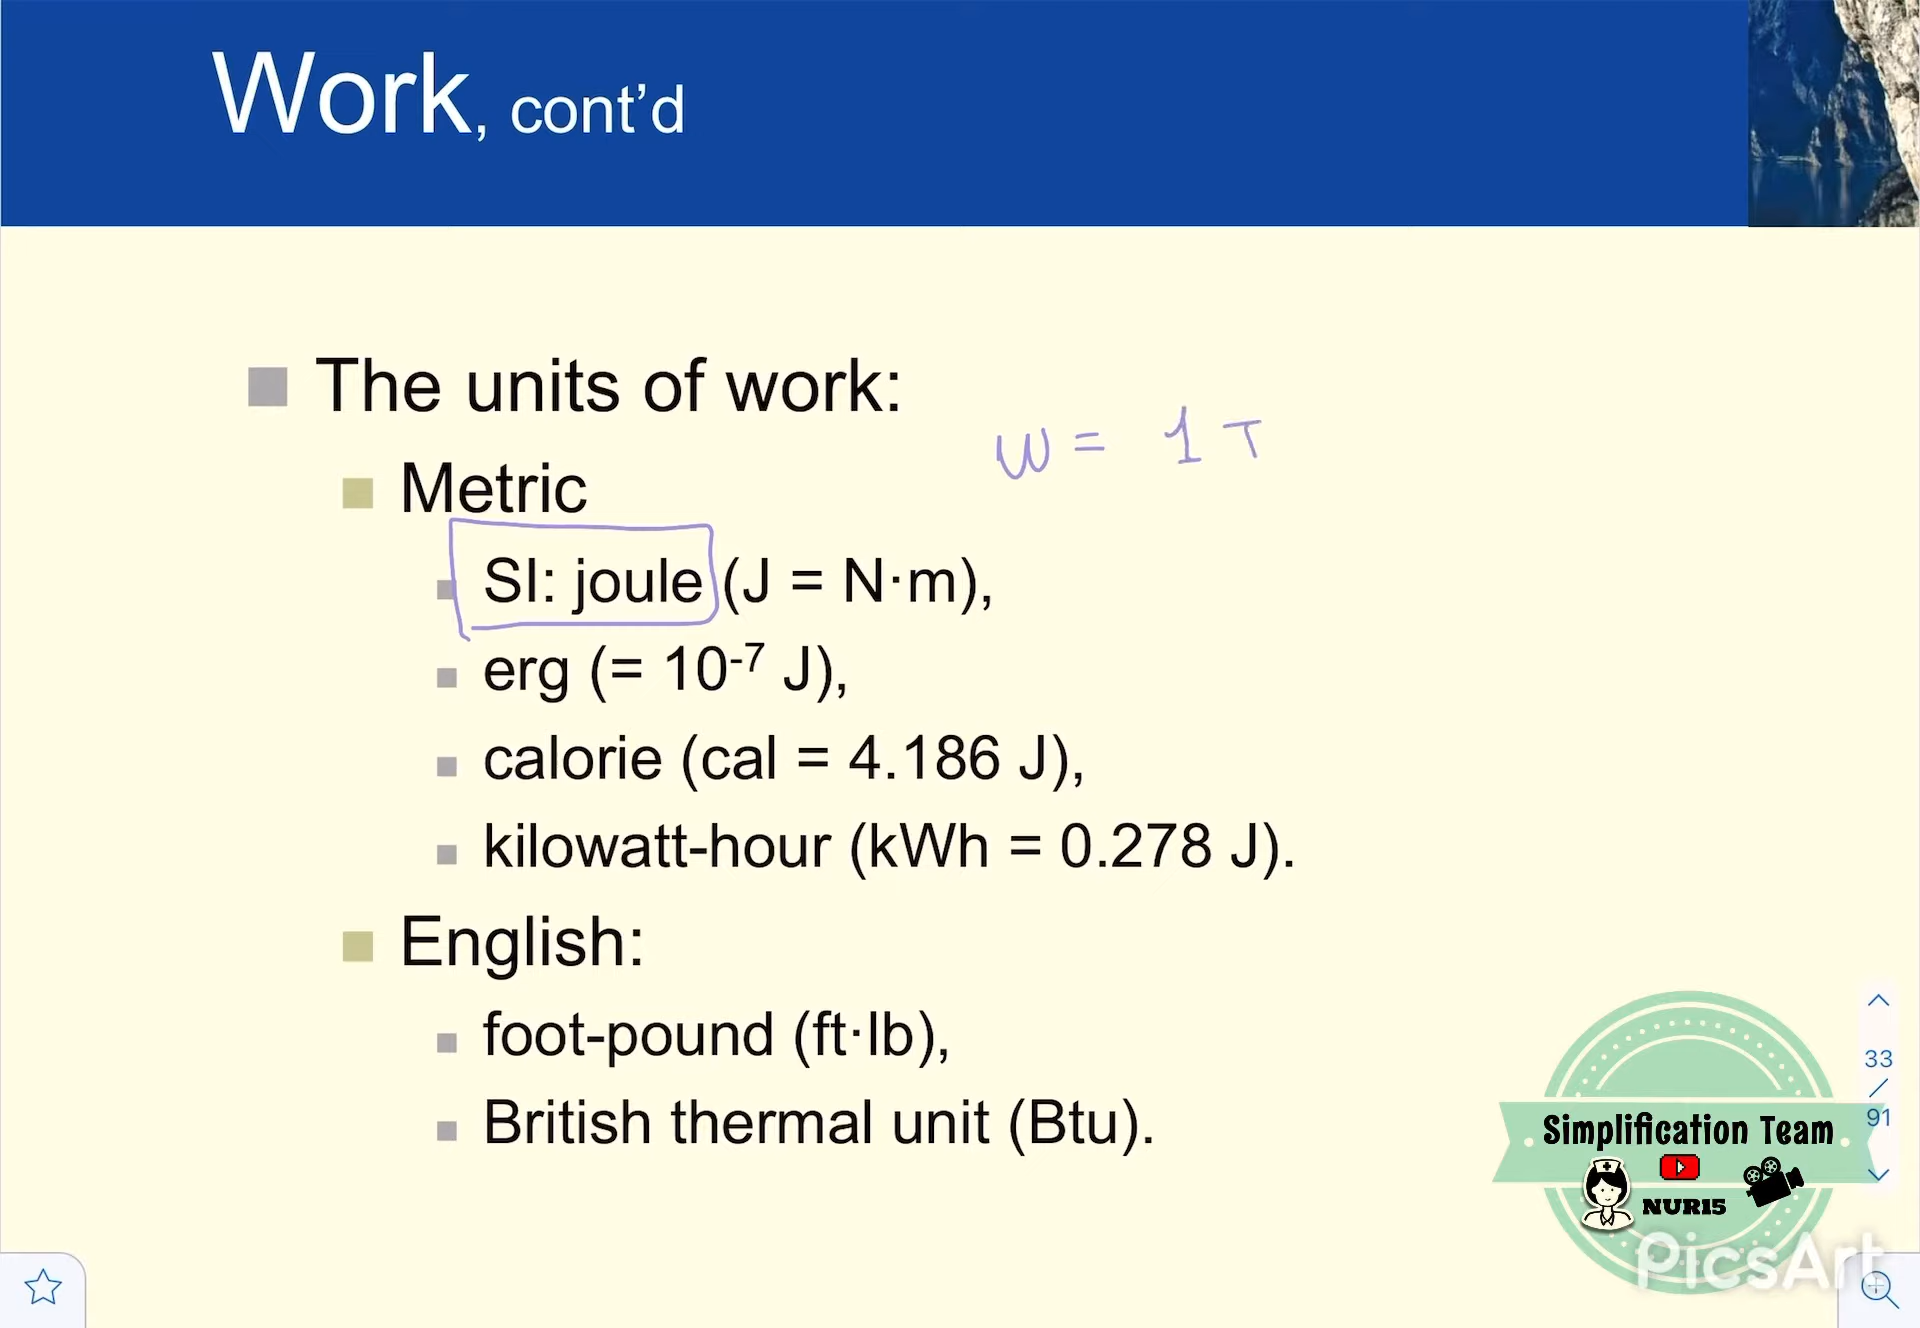 Work, cont’d
The units of work:
W = 1 T
Metric
SI: joule (J = N·m),
erg (= 10⁻⁷ J),
calorie (cal = 4.186 J),
kilowatt-hour (kWh = 0.278 J).
English:
foot-pound (ft·lb),
British thermal unit (Btu).
33
/
91
Simplification Team
NUR15
PicsArt